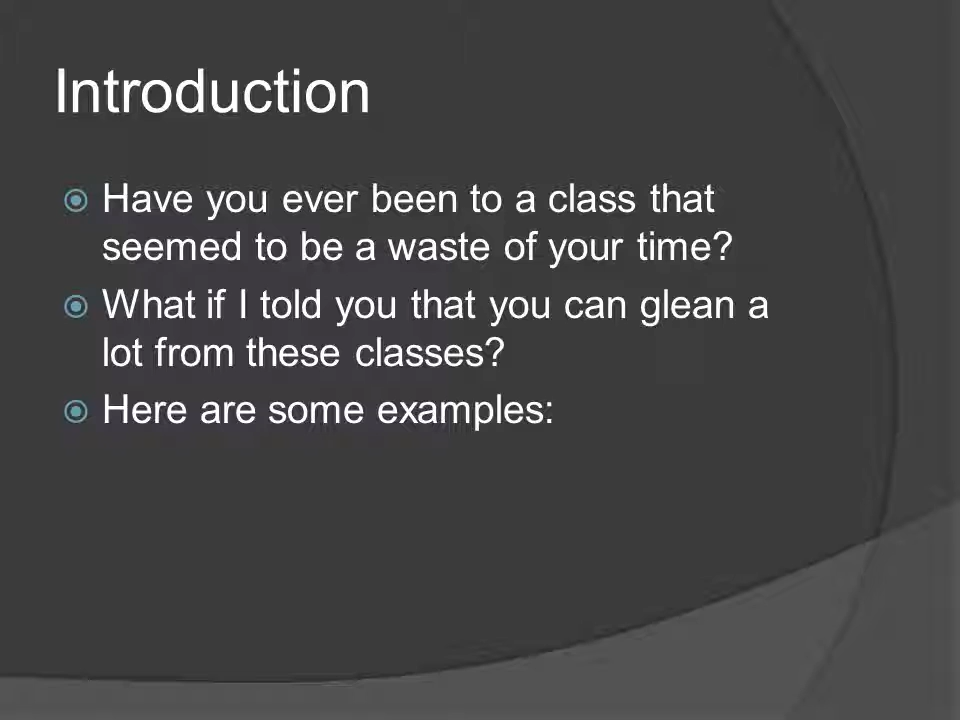 Introduction
Have you ever been to a class that
seemed to be a waste of your time?
What if I told you that you can glean a
lot from these classes?
Here are some examples: